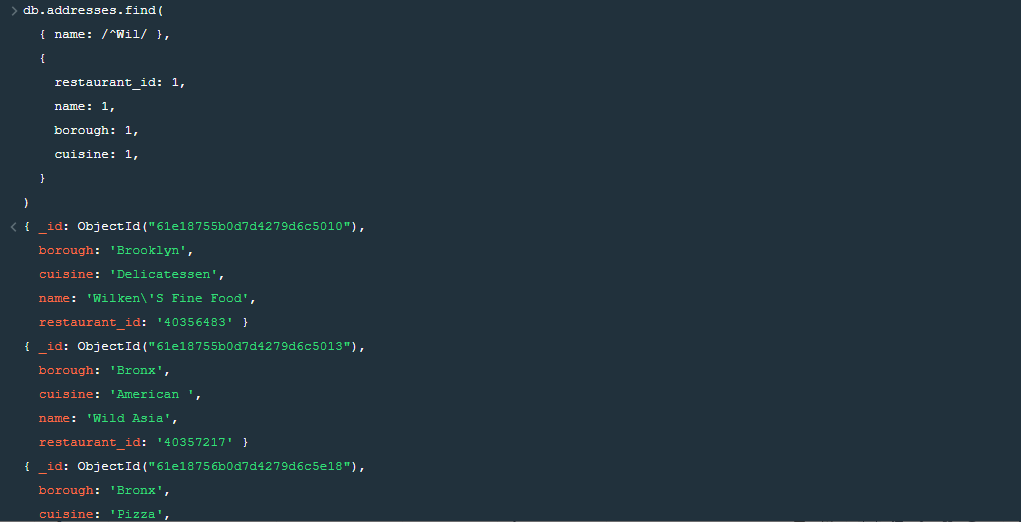 > db.addresses.find(
{ name: /^Wil/ },
{
restaurant_id: 1,
name: 1,
borough: 1,
cuisine: 1,
}
)
< { _id: ObjectId("61e18755b0d7d4279d6c5010"),
borough: 'Brooklyn',
cuisine: 'Delicatessen',
name: 'Wilken\'S Fine Food',
restaurant_id: '40356483' }
{ _id: ObjectId("61e18755b0d7d4279d6c5013"),
borough: 'Bronx',
cuisine: 'American ',
name: 'Wild Asia',
restaurant_id: '40357217' }
{ _id: ObjectId("61e18756b0d7d4279d6c5e18"),
borough: 'Bronx',
cuisine: 'Pizza',